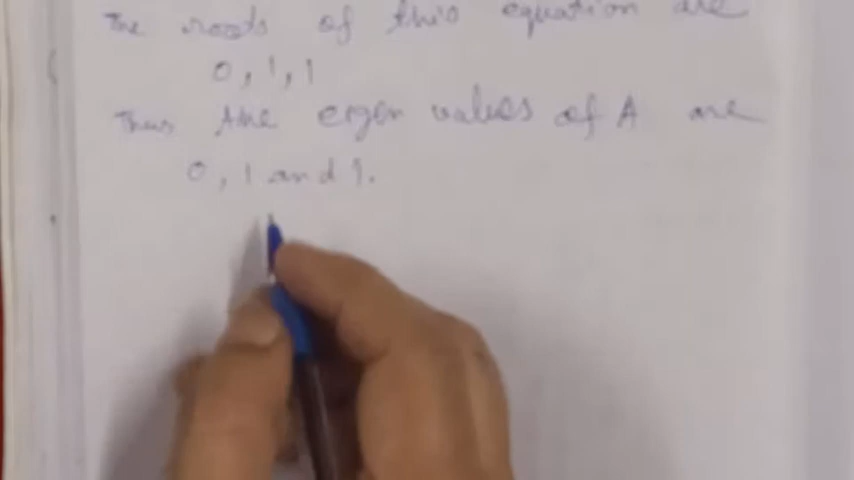 The roots of this equation are
0, 1, 1
Thus the eigen values of A are
0, 1 and 1.